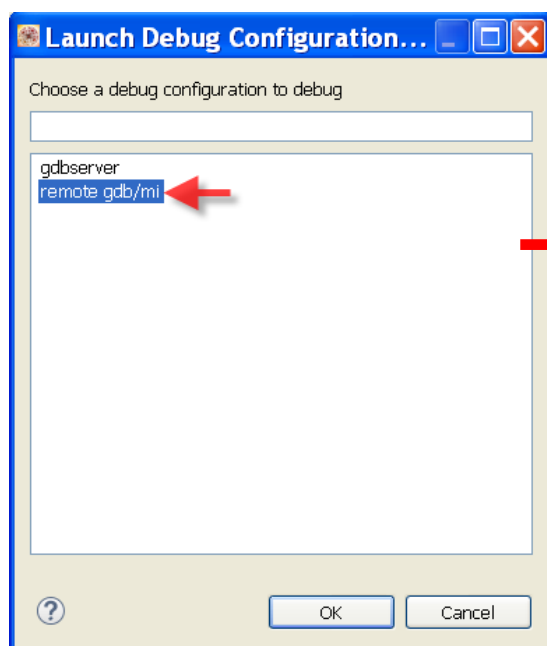 Launch Debug Configuration...
Choose a debug configuration to debug
gdbserver
remote gdb/mi
?
OK
Cancel